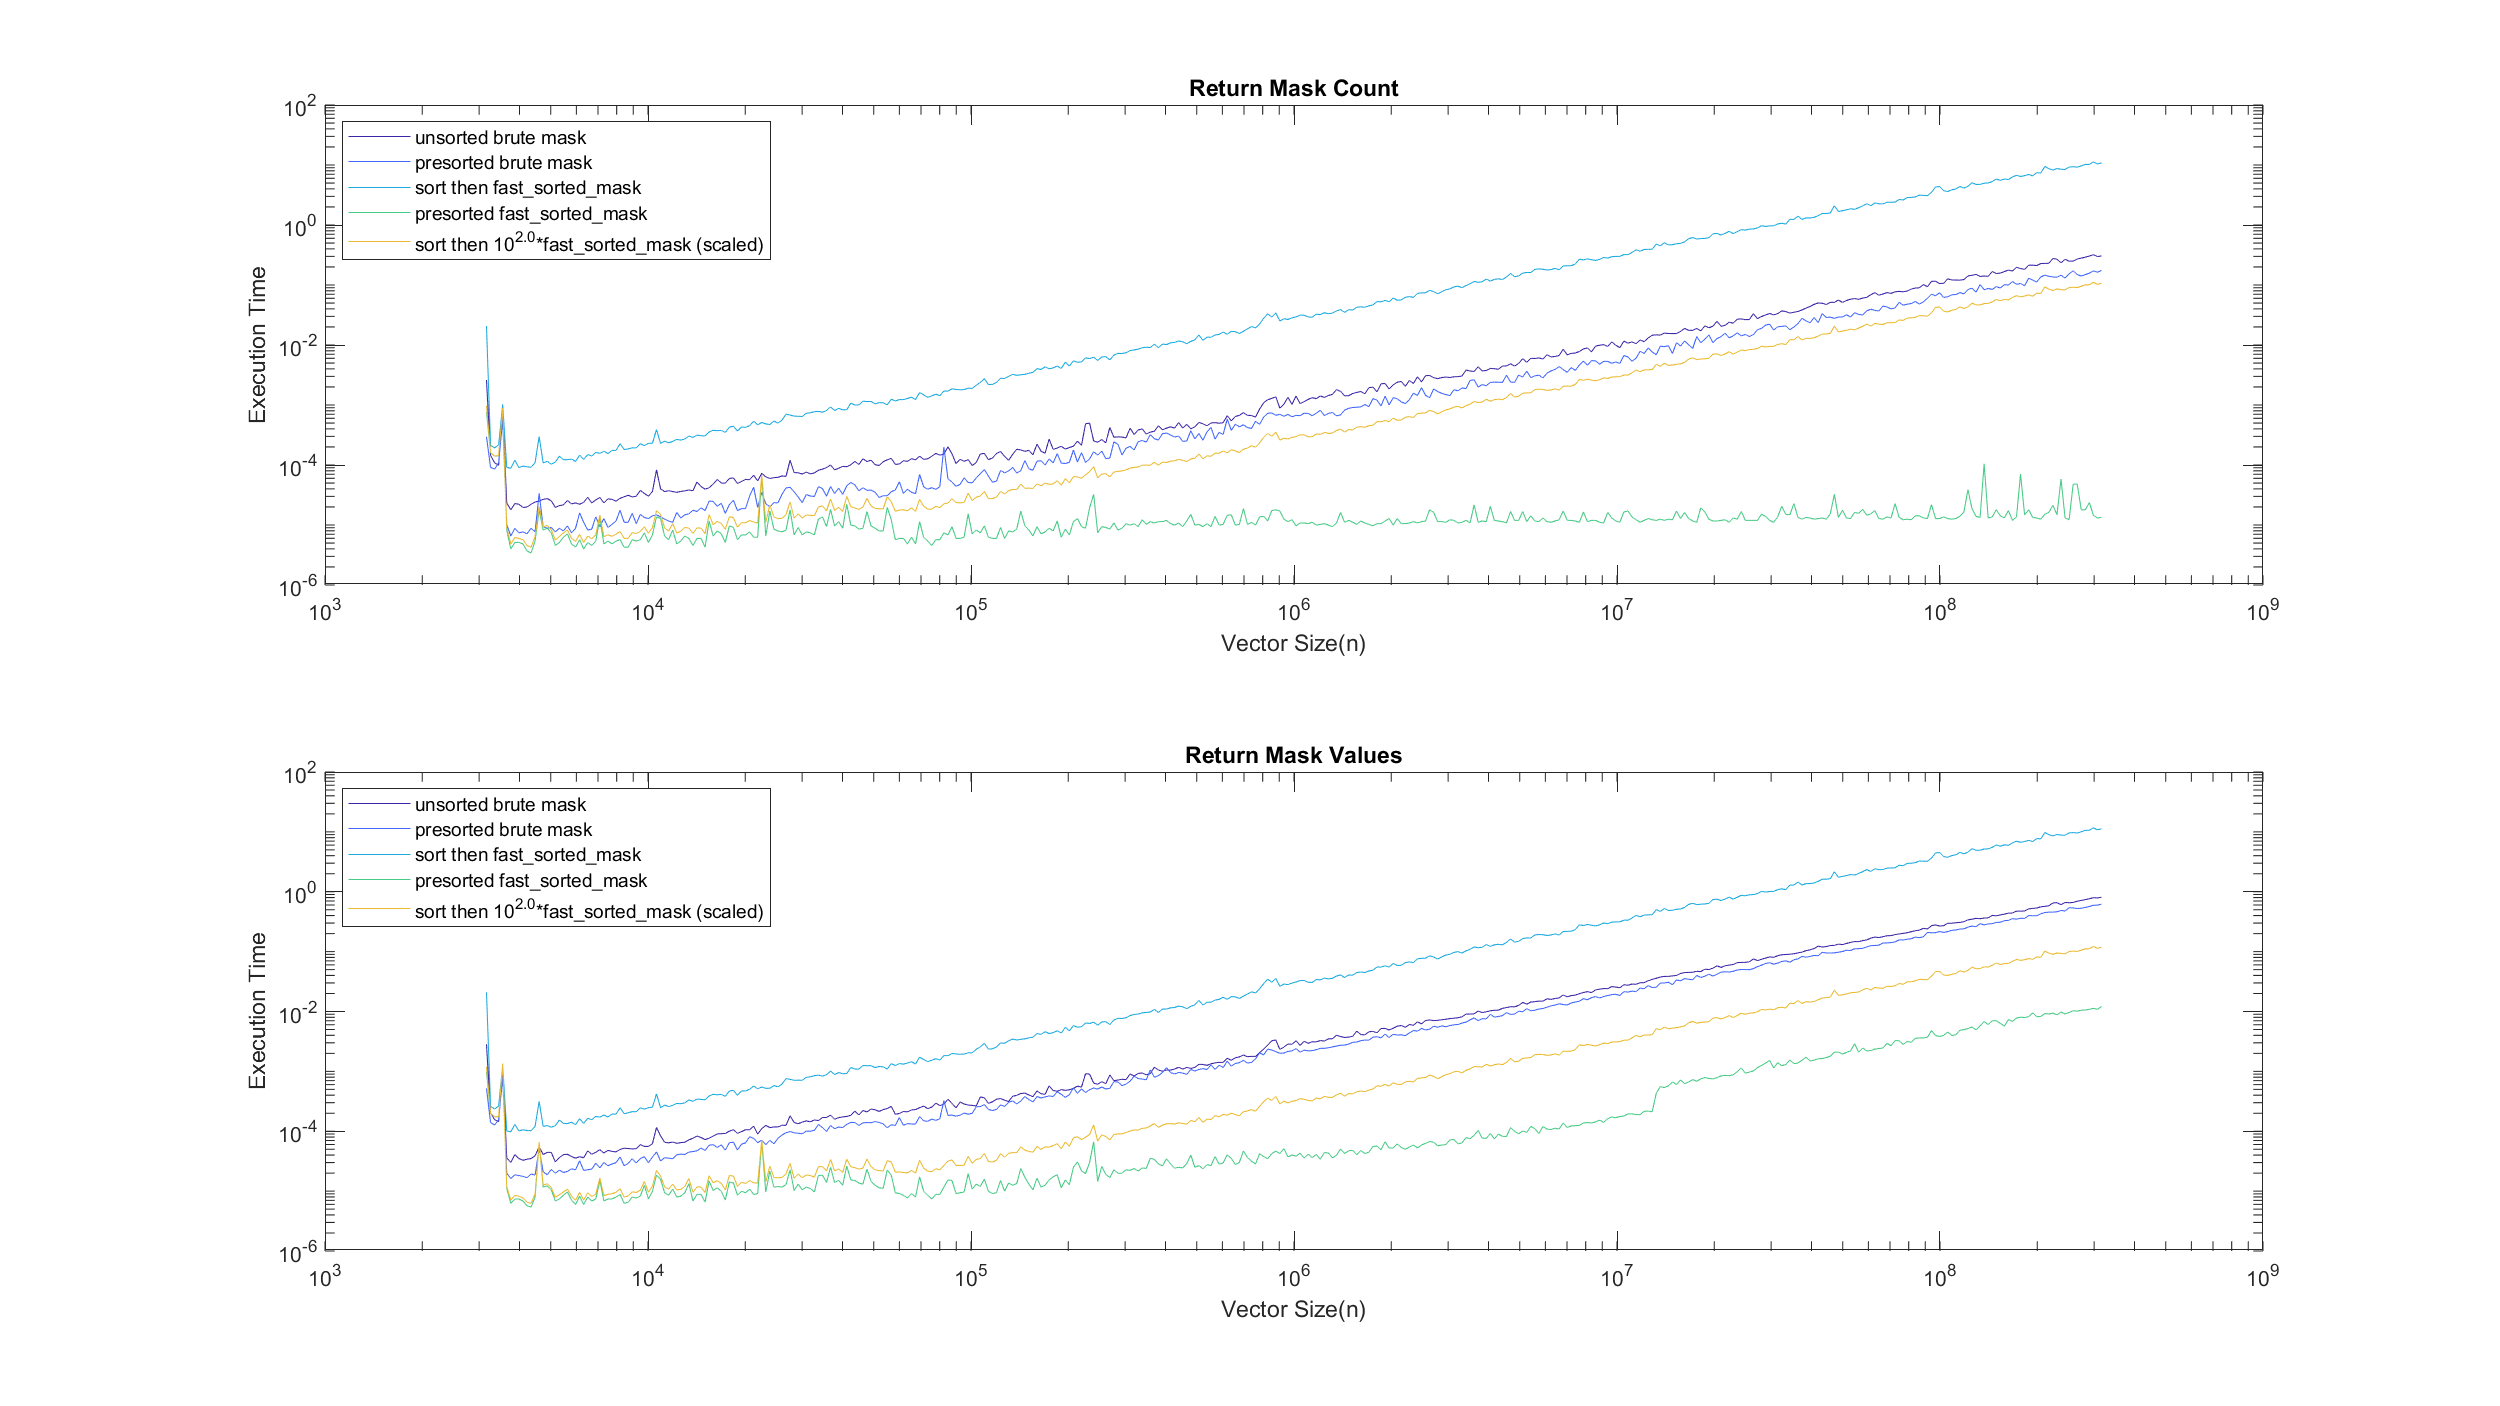 Return Mask Count
10^2
10^0
10^-2
10^-4
10^-6
Execution Time
unsorted brute mask
presorted brute mask
sort then fast_sorted_mask
presorted fast_sorted_mask
sort then 10^2.0*fast_sorted_mask (scaled)
10^3 10^4 10^5 10^6 10^7 10^8 10^9
Vector Size(n)
Return Mask Values
10^2
10^0
10^-2
10^-4
10^-6
Execution Time
unsorted brute mask
presorted brute mask
sort then fast_sorted_mask
presorted fast_sorted_mask
sort then 10^2.0*fast_sorted_mask (scaled)
10^3 10^4 10^5 10^6 10^7 10^8 10^9
Vector Size(n)